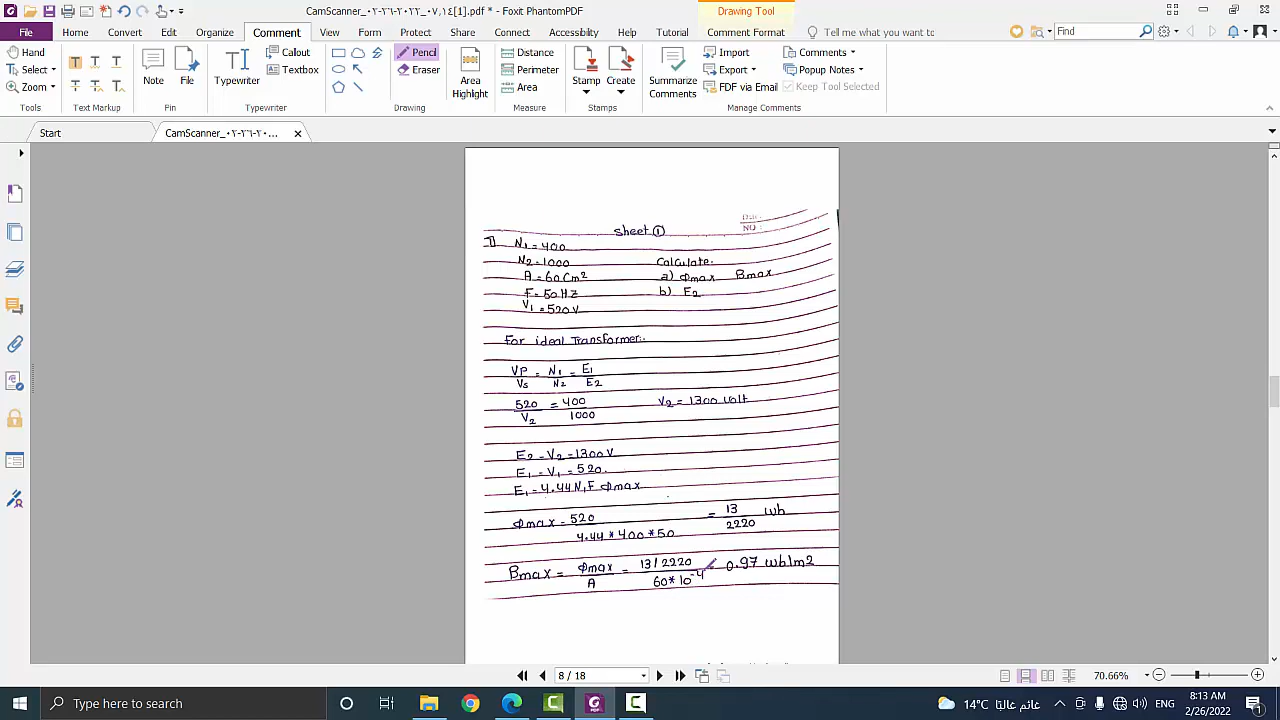 CamScanner_٠٢-٢٦-٢٠٢٢_٠٧,١٤[1].pdf * - Foxit PhantomPDF
Drawing Tool
File Home Convert Edit Organize Comment View Form Protect Share Connect Accessibility Help Tutorial Comment Format Tell me what you want to do Find
Hand
Select
Zoom
Tools
Text Markup
Note
File
Pin
Typewriter
Callout
Textbox
Typewriter
Pencil
Eraser
Drawing
Area Highlight
Distance
Perimeter
Area
Measure
Stamp
Create
Stamps
Summarize Comments
Import
Export
FDF via Email
Comments
Popup Notes
Keep Tool Selected
Manage Comments
Start
CamScanner_٠٢-٢٦-٢٠...
NO :
Sheet ①
1] N1 = 400
N2 = 1000 Calculate.
A = 60 Cm2 a) Φmax Bmax
F = 50 Hz b) E2
V1 = 520 V
For ideal Transformer:.
VP/Vs = N1/N2 = E1/E2
520/V2 = 400/1000 V2 = 1300 Volt
E2 = V2 = 1300 V
E1 = V1 = 520.
E1 = 4.44 N1 F Φmax
Φmax = 520/4.44 * 400 * 50 = 13/2220 wb
Bmax = Φmax/A = 13/2220/60*10-4 0.97 wb/m2
8 / 18
70.66%
Type here to search
14°C غائم غالبا
ENG
8:13 AM
2/26/2022